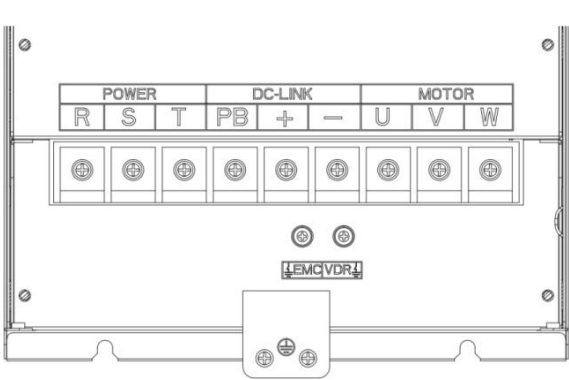 POWER DC-LINK MOTOR
R S T PB + − U V W
EMC VDR